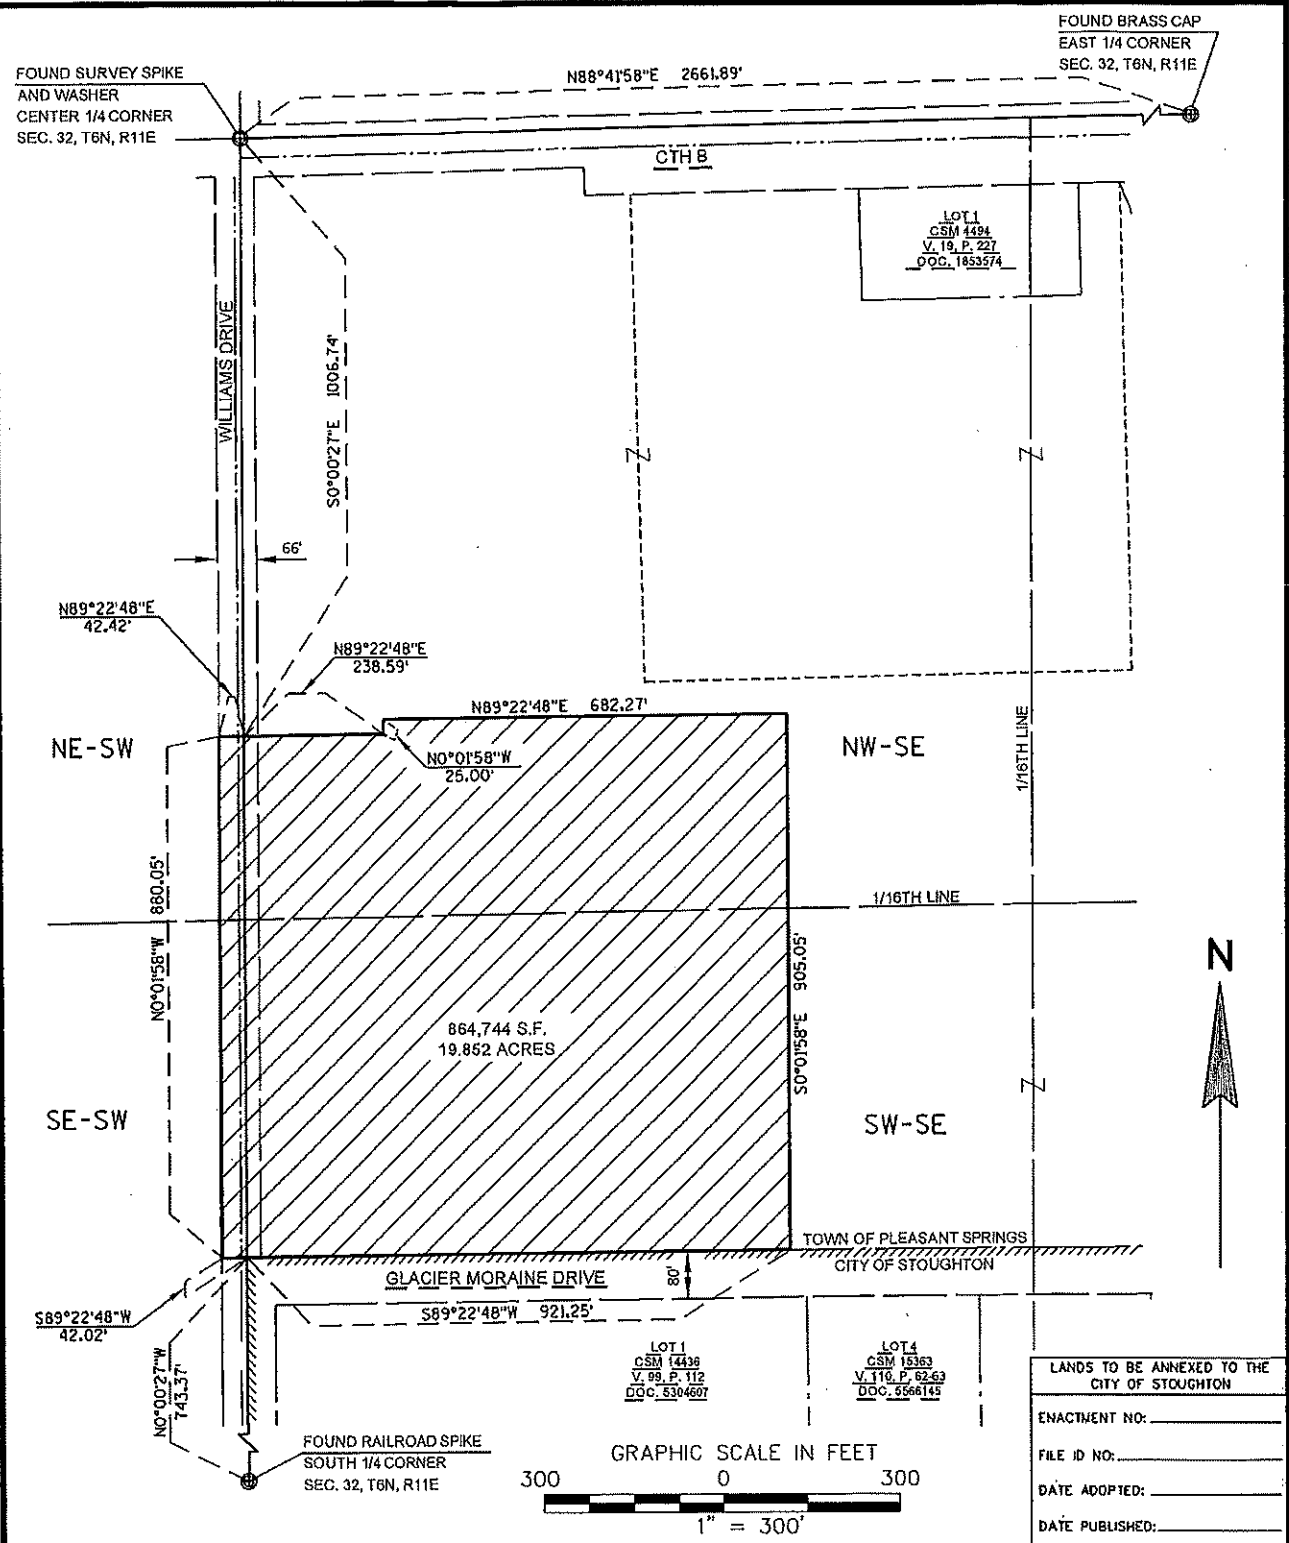 FOUND BRASS CAP
EAST 1/4 CORNER
SEC. 32, T6N, R11E
FOUND SURVEY SPIKE
AND WASHER
CENTER 1/4 CORNER
SEC. 32, T6N, R11E
N88°41'58"E 2661.89'
CTH B
LOT 1
CSM 4494
V. 19, P. 227
DOC. 1853574
WILLIAMS DRIVE
S0°00'27"E 1006.74'
66'
N89°22'48"E
42.42'
N89°22'48"E
238.59'
N89°22'48"E 682.27'
NE-SW
N0°01'58"W
25.00'
NW-SE
1/16TH LINE
N0°01'58"W 880.05'
1/16TH LINE
S0°01'58"E 905.05'
N
864,744 S.F.
19.852 ACRES
SE-SW
SW-SE
TOWN OF PLEASANT SPRINGS
CITY OF STOUGHTON
GLACIER MORAINE DRIVE
80'
S89°22'48"W 921.25'
S89°22'48"W
42.02'
N0°00'27"W
743.37'
LOT 1
CSM 14436
V. 99, P. 112
DOC. 5304607
LOT 4
CSM 15363
V. 110, P. 62-63
DOC. 5566145
FOUND RAILROAD SPIKE
SOUTH 1/4 CORNER
SEC. 32, T6N, R11E
GRAPHIC SCALE IN FEET
300 0 300
1" = 300'
LANDS TO BE ANNEXED TO THE
CITY OF STOUGHTON
ENACTMENT NO:
FILE ID NO:
DATE ADOPTED:
DATE PUBLISHED: